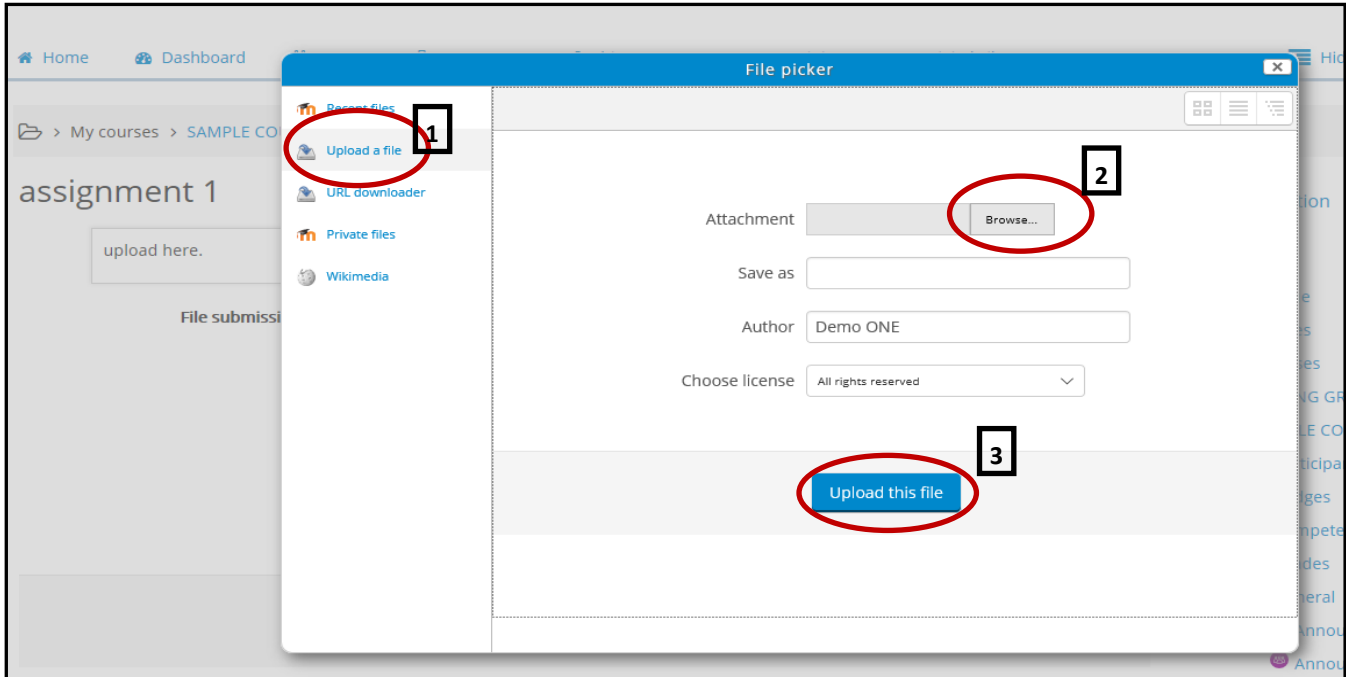 Home Dashboard
File picker
Hid
My courses > SAMPLE CO
assignment 1
upload here.
File submissi
Recent files
Upload a file
URL downloader
Private files
Wikimedia
1
2
Attachment Browse...
Save as
Author Demo ONE
Choose license All rights reserved
3
Upload this file
tion
e
s
es
NG GR
LE CO
ticipa
ges
mpete
des
neral
Annou
Annou